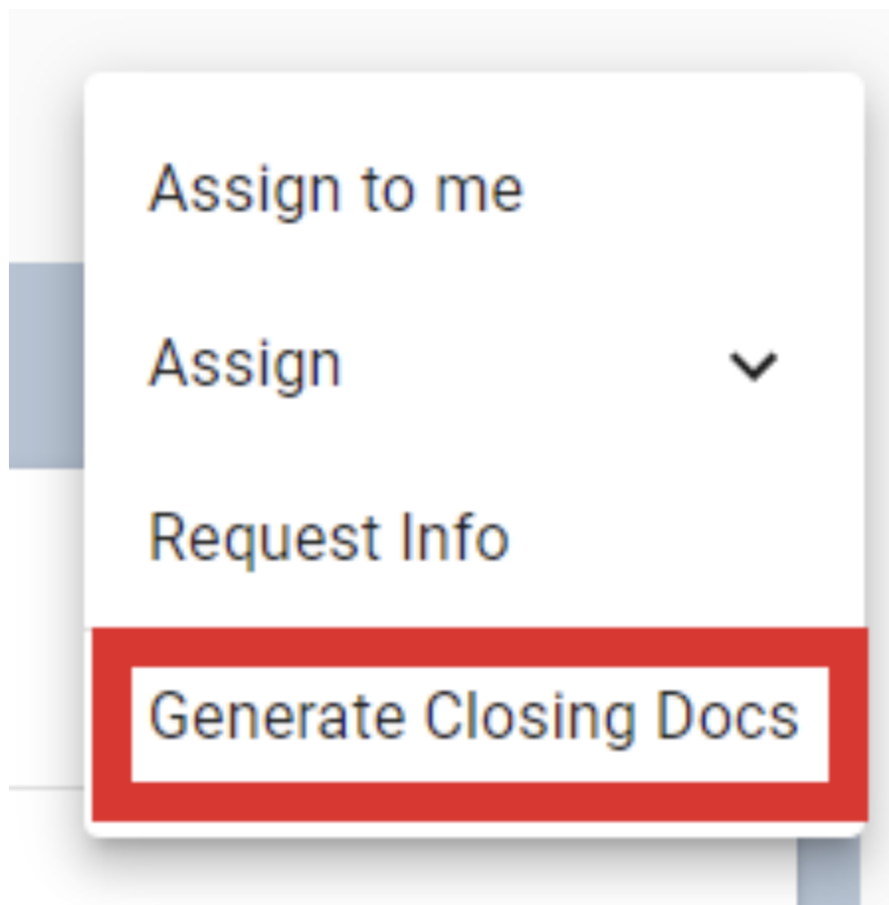 Assign to me
Assign
Request Info
Generate Closing Docs